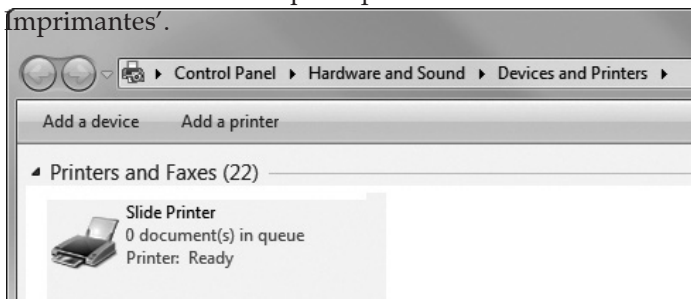 Imprimantes’.
Control Panel ▸ Hardware and Sound ▸ Devices and Printers ▸
Add a device Add a printer
Printers and Faxes (22)
Slide Printer
0 document(s) in queue
Printer: Ready